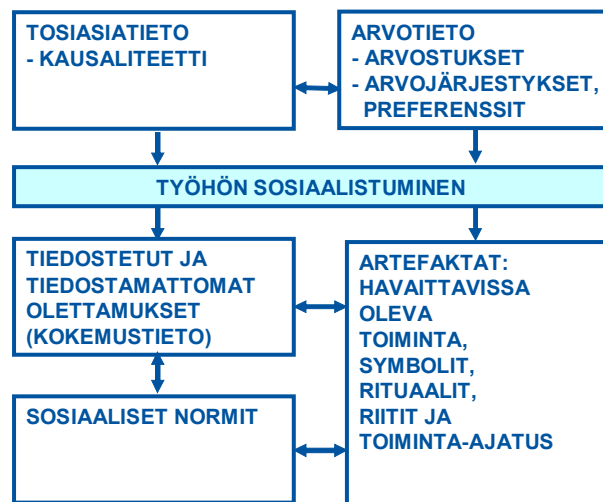 TOSIASIATIETO
- KAUSALITEETTI
ARVOTIETO
- ARVOSTUKSET
- ARVOJÄRJESTYKSET,
PREFERENSSIT
TYÖHÖN SOSIAALISTUMINEN
TIEDOSTETUT JA
TIEDOSTAMATTOMAT
OLETTAMUKSET
(KOKEMUSTIETO)
ARTEFAKTAT:
HAVAITTAVISSA
OLEVA
TOIMINTA,
SYMBOLIT,
RITUAALIT,
RIITIT JA
TOIMINTA-AJATUS
SOSIAALISET NORMIT